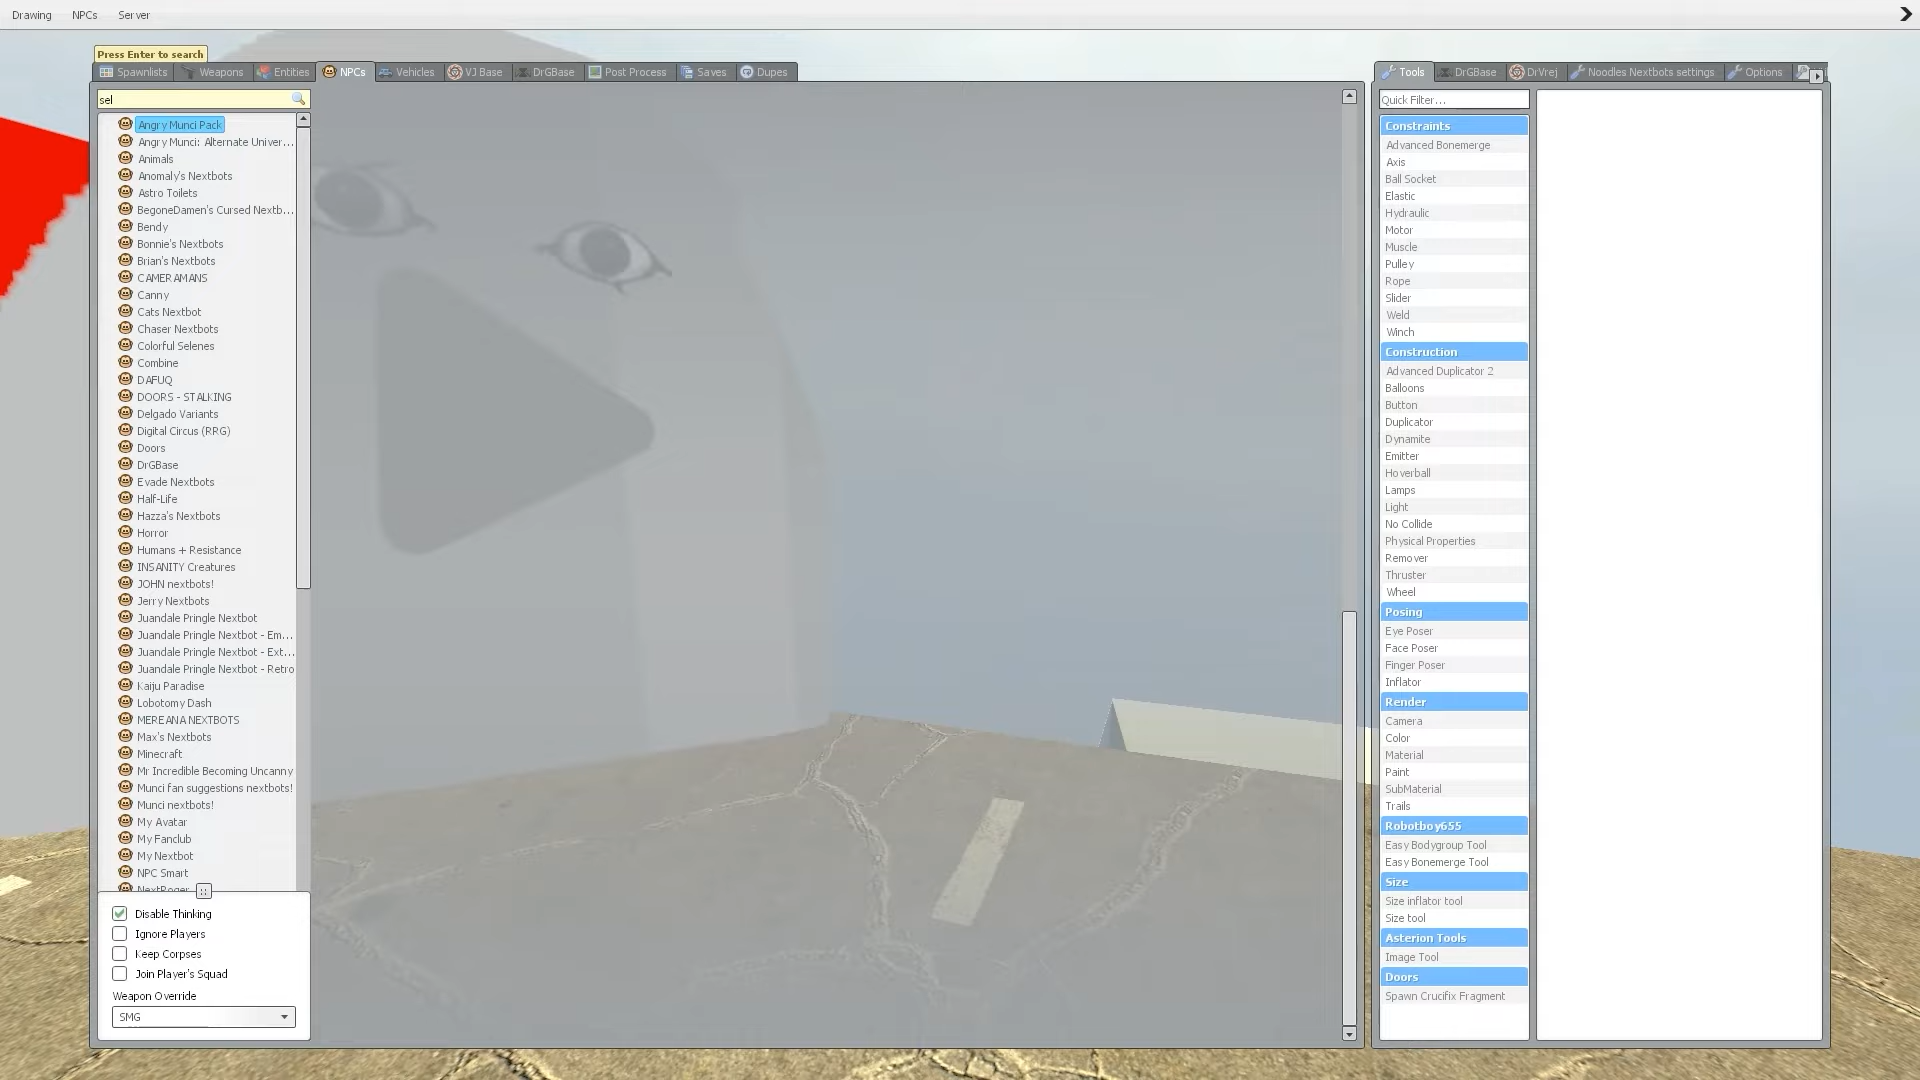 Drawing NPCs Server
Press Enter to search
Spawnlists Weapons Entities NPCs Vehicles VJ Base DrGBase Post Process Saves Dupes
sel
Angry Munci Pack
Angry Munci: Alternate Univer...
Animals
Anomaly's Nextbots
Astro Toilets
BegoneDamen's Cursed Nextb...
Bendy
Bonnie's Nextbots
Brian's Nextbots
CAMERAMANS
Canny
Cats Nextbot
Chaser Nextbots
Colorful Selenes
Combine
DAFUQ
DOORS - STALKING
Delgado Variants
Digital Circus (RRG)
Doors
DrGBase
Evade Nextbots
Half-Life
Hazza's Nextbots
Horror
Humans + Resistance
INSANITY Creatures
JOHN nextbots!
Jerry Nextbots
Juandale Pringle Nextbot
Juandale Pringle Nextbot - Em...
Juandale Pringle Nextbot - Ext...
Juandale Pringle Nextbot - Retro
Kaiju Paradise
Lobotomy Dash
MEREANA NEXTBOTS
Max's Nextbots
Minecraft
Mr Incredible Becoming Uncanny
Munci fan suggestions nextbots!
Munci nextbots!
My Avatar
My Fanclub
My Nextbot
NPC Smart
NextRoger
Disable Thinking
Ignore Players
Keep Corpses
Join Player's Squad
Weapon Override
SMG
Tools DrGBase DrVrej Noodles Nextbots settings Options
Quick Filter...
Constraints
Advanced Bonemerge
Axis
Ball Socket
Elastic
Hydraulic
Motor
Muscle
Pulley
Rope
Slider
Weld
Winch
Construction
Advanced Duplicator 2
Balloons
Button
Duplicator
Dynamite
Emitter
Hoverball
Lamps
Light
No Collide
Physical Properties
Remover
Thruster
Wheel
Posing
Eye Poser
Face Poser
Finger Poser
Inflator
Render
Camera
Color
Material
Paint
SubMaterial
Trails
Robotboy655
Easy Bodygroup Tool
Easy Bonemerge Tool
Size
Size inflator tool
Size tool
Asterion Tools
Image Tool
Doors
Spawn Crucifix Fragment